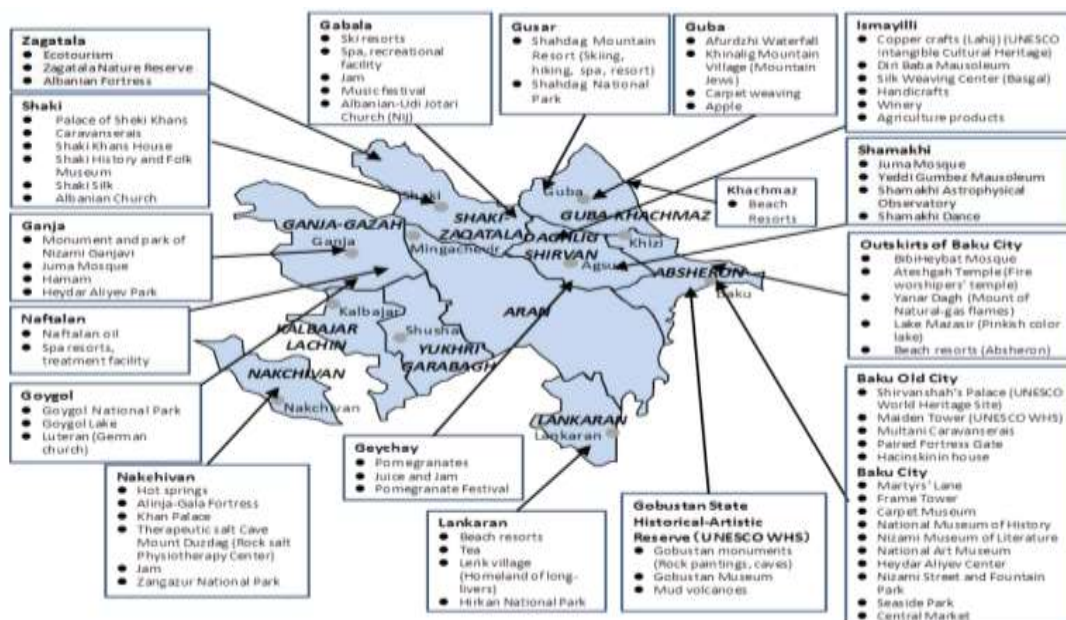 Zagatala
● Ecotourism
● Zagatala Nature Reserve
● Albanian Fortress
Shaki
● Palace of Sheki Khans
● Caravanserais
● Shaki Khans House
● Shaki History and Folk
Museum
● Shaki Silk
● Albanian Church
Ganja
● Monument and park of
Nizami Ganjavi
● Juma Mosque
● Hamam
● Heydar Aliyev Park
Naftalan
● Naftalan oil
● Spa resorts,
treatment facility
Goygol
● Goygol National Park
● Goygol Lake
● Luteran (German
church)
Nakchivan
● Hot springs
● Alinja-Gala Fortress
● Khan Palace
● Therapeutic salt Cave
Mount Duzdag (Rock salt
Physiotherapy Center)
● Jam
● Zangazur National Park
Gabala
● Ski resorts
● Spa, recreational
facility
● Jam
● Music festival
● Albanian-Udi Jotari
Church (Nij)
Gusar
● Shahdag Mountain
Resort (Skiing,
hiking, spa, resort)
● Shahdag National
Park
Guba
● Afurdzhi Waterfall
● Khinalig Mountain
Village (Mountain
Jews)
● Carpet weaving
● Apple
Ismayilli
● Copper crafts (Lahij) (UNESCO
Intangible Cultural Heritage)
● Diri Baba Mausoleum
● Silk Weaving Center (Basgal)
● Handicrafts
● Winery
● Agriculture products
Shamakhi
● Juma Mosque
● Yeddi Gumbez Mausoleum
● Shamakhi Astrophysical
Observatory
● Shamakhi Dance
Khachmaz
● Beach
Resorts
Outskirts of Baku City
● BibiHeybat Mosque
● Ateshgah Temple (Fire
worshipers' temple)
● Yanar Dagh (Mount of
Natural-gas flames)
● Lake Mazasir (Pinkish color
lake)
● Beach resorts (Absheron)
Baku Old City
● Shirvanshah's Palace (UNESCO
World Heritage Site)
● Maiden Tower (UNESCO WHS)
● Multani Caravanserais
● Paired Fortress Gate
● Hacinskinin house
Baku City
● Martyrs' Lane
● Frame Tower
● Carpet Museum
● National Museum of History
● Nizami Museum of Literature
● National Art Museum
● Heydar Aliyev Center
● Nizami Street and Fountain
Park
● Seaside Park
● Central Market
Geychay
● Pomegranates
● Juice and Jam
● Pomegranate Festival
Lankaran
● Beach resorts
● Tea
● Lerik village
(Homeland of long-
livers)
● Hirkan National Park
Gobustan State
Historical-Artistic
Reserve (UNESCO WHS)
● Gobustan monuments
(Rock paintings, caves)
● Gobustan Museum
● Mud volcanoes
Shaki
Guba
GANJA-GAZAH
SHAKI-
ZAQATALA
GUBA-KHACHMAZ
Ganja
Mingachevir
DAGHLIG
SHIRVAN
Khizi
Agsu
ABSHERON
Baku
Kalbajar
KALBAJAR
LACHIN
Shusha
YUKHRI
GARABAGH
ARAN
NAKCHIVAN
Nakchivan
LANKARAN
Lankaran